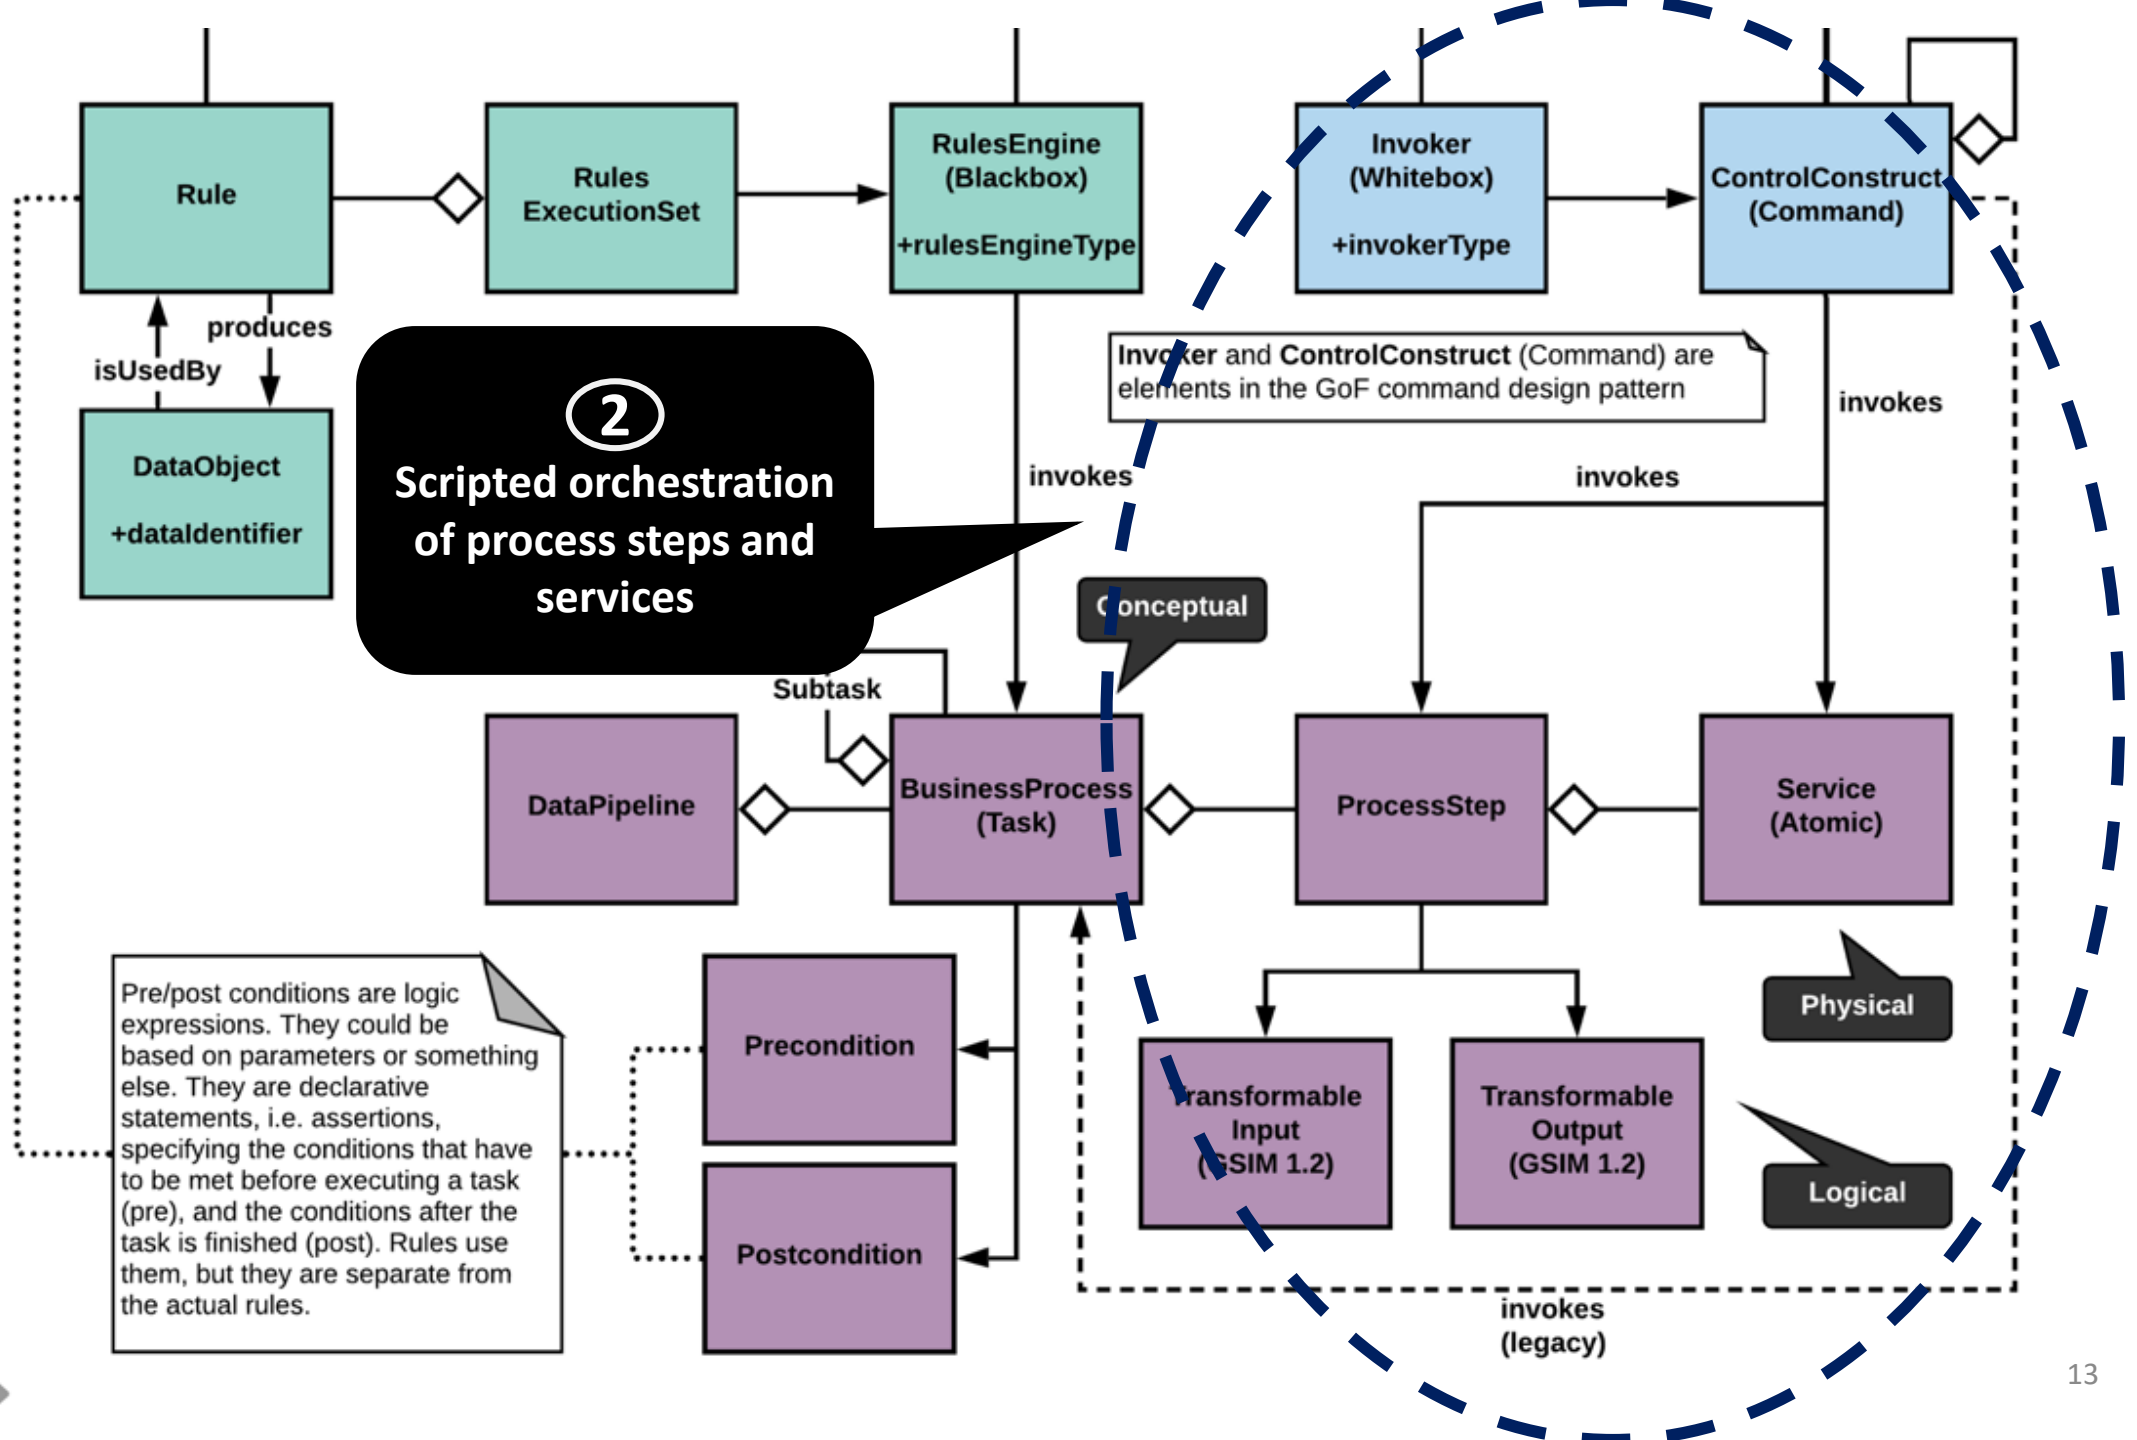 Rule
Rules
ExecutionSet
RulesEngine
(Blackbox)
+rulesEngineType
Invoker
(Whitebox)
+invokerType
ControlConstruct
(Command)
produces
isUsedBy
DataObject
+dataIdentifier
2
Scripted orchestration
of process steps and
services
Invoker and ControlConstruct (Command) are
elements in the GoF command design pattern
invokes
invokes
invokes
Conceptual
Subtask
DataPipeline
BusinessProcess
(Task)
ProcessStep
Service
(Atomic)
Physical
Pre/post conditions are logic
expressions. They could be
based on parameters or something
else. They are declarative
statements, i.e. assertions,
specifying the conditions that have
to be met before executing a task
(pre), and the conditions after the
task is finished (post). Rules use
them, but they are separate from
the actual rules.
Precondition
Postcondition
Transformable
Input
(GSIM 1.2)
Transformable
Output
(GSIM 1.2)
Logical
invokes
(legacy)
13